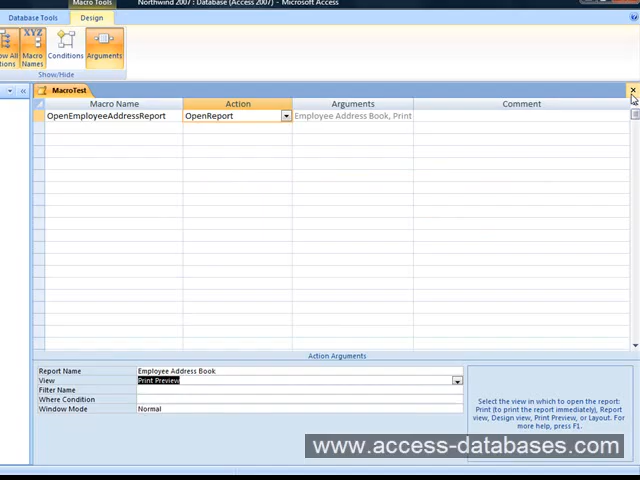 Macro Tools
Northwind 2007 : Database (Access 2007) - Microsoft Access
Database Tools
Design
Macro Names
Conditions
Arguments
Show/Hide
MacroTest
Macro Name
Action
Arguments
Comment
OpenEmployeeAddressReport
OpenReport
Employee Address Book, Print
Action Arguments
Report Name
Employee Address Book
View
Print Preview
Filter Name
Where Condition
Window Mode
Normal
Select the view in which to open the report:
Print (to print the report immediately), Report
view, Design view, Print Preview, or Layout. For
more help, press F1.
www.access-databases.com